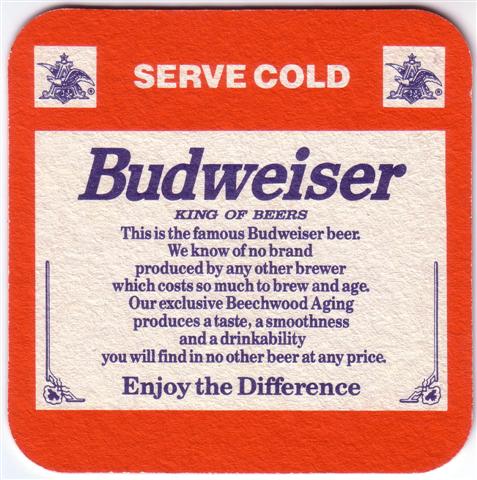 SERVE COLD
Budweiser
KING OF BEERS
This is the famous Budweiser beer.
We know of no brand
produced by any other brewer
which costs so much to brew and age.
Our exclusive Beechwood Aging
produces a taste, a smoothness
and a drinkability
you will find in no other beer at any price.
Enjoy the Difference